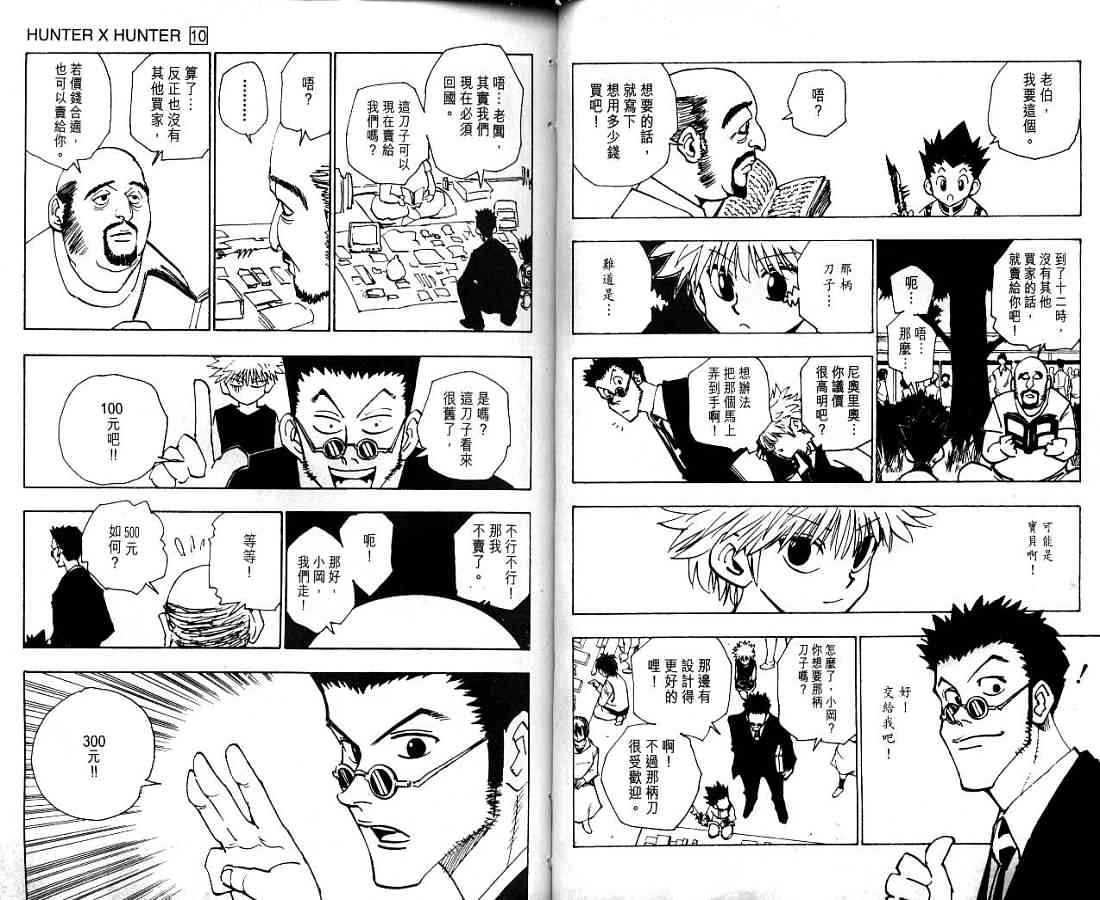 HUNTER X HUNTER 10
老伯，
我要這個。
唔？
想要的話，
就寫下
想用多少錢
買吧！
到了十二時，
沒有其他
買家的話，
就賣給你吧！
呃…
唔…
那麼…
那柄
刀子…
難道是…
尼奧里奧…
你議價
很高明吧？
想辦法
把那個馬上
弄到手啊！
可能是
寶貝啊！
！
好！
交給我吧！
怎麼了，小岡？
你想要那柄
刀子嗎？
那邊有
設計得
更好的
哩！
啊！
不過那柄刀
很受歡迎。
唔…老闆，
其實我們
現在必須
回國。
這刀子可以
現在賣給
我們嗎？
唔？
………
算了…
反正也沒有
其他買家，
若價錢合適，
也可以賣給你。
是嗎？
這刀子看來
很舊了，
100
元吧!!
不行不行！
那我
不賣了。
呃！
那好，
小岡，
我們走！
等等！
500
元
如何？
300
元!!